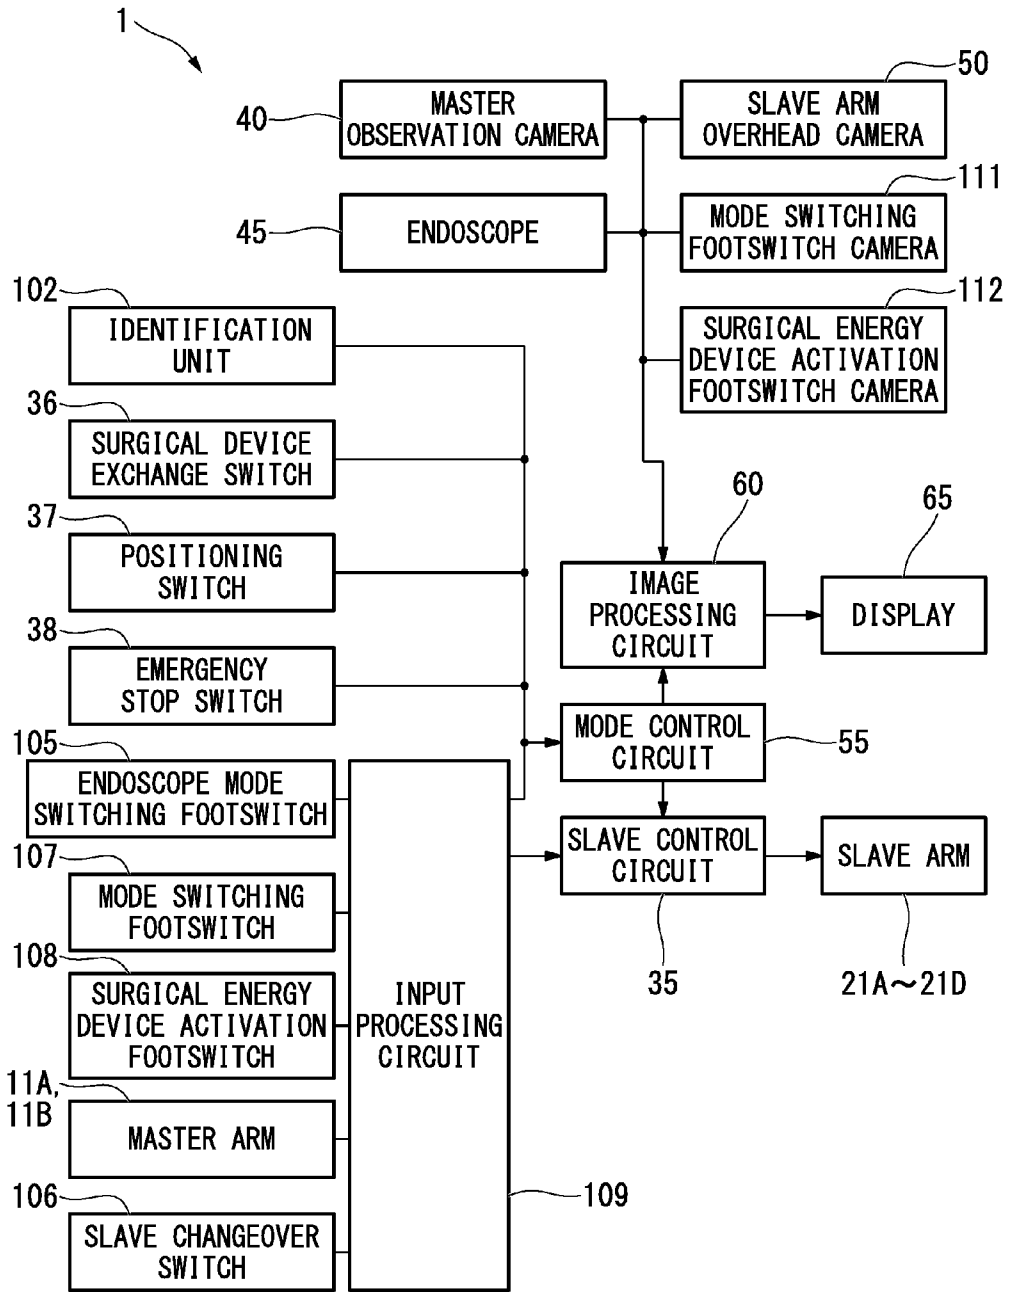 1
50
40
MASTER
OBSERVATION CAMERA
SLAVE ARM
OVERHEAD CAMERA
111
45
ENDOSCOPE
MODE SWITCHING
FOOTSWITCH CAMERA
102
112
IDENTIFICATION
UNIT
SURGICAL ENERGY
DEVICE ACTIVATION
FOOTSWITCH CAMERA
36
SURGICAL DEVICE
EXCHANGE SWITCH
37
60
65
POSITIONING
SWITCH
IMAGE
PROCESSING
CIRCUIT
DISPLAY
38
EMERGENCY
STOP SWITCH
105
MODE CONTROL
CIRCUIT
55
ENDOSCOPE MODE
SWITCHING FOOTSWITCH
107
SLAVE CONTROL
CIRCUIT
SLAVE ARM
MODE SWITCHING
FOOTSWITCH
108
35
21A～21D
SURGICAL ENERGY
DEVICE ACTIVATION
FOOTSWITCH
INPUT
PROCESSING
CIRCUIT
11A,
11B
MASTER ARM
106
109
SLAVE CHANGEOVER
SWITCH